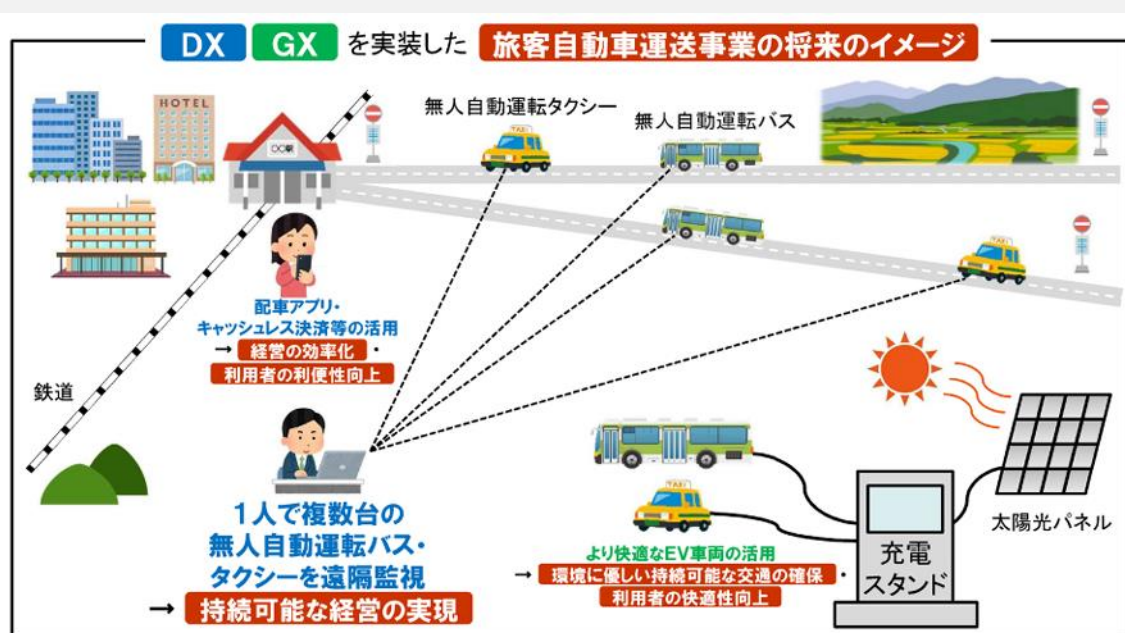 DX GX を実装した 旅客自動車運送事業の将来のイメージ
HOTEL
〇〇駅
無人自動運転タクシー
無人自動運転バス
TAXI
TAXI
配車アプリ・
キャッシュレス決済等の活用
→ 経営の効率化・
利用者の利便性向上
鉄道
1人で複数台の
無人自動運転バス・
タクシーを遠隔監視
→ 持続可能な経営の実現
TAXI
より快適なEV車両の活用
→ 環境に優しい持続可能な交通の確保・
利用者の快適性向上
充電
スタンド
太陽光パネル